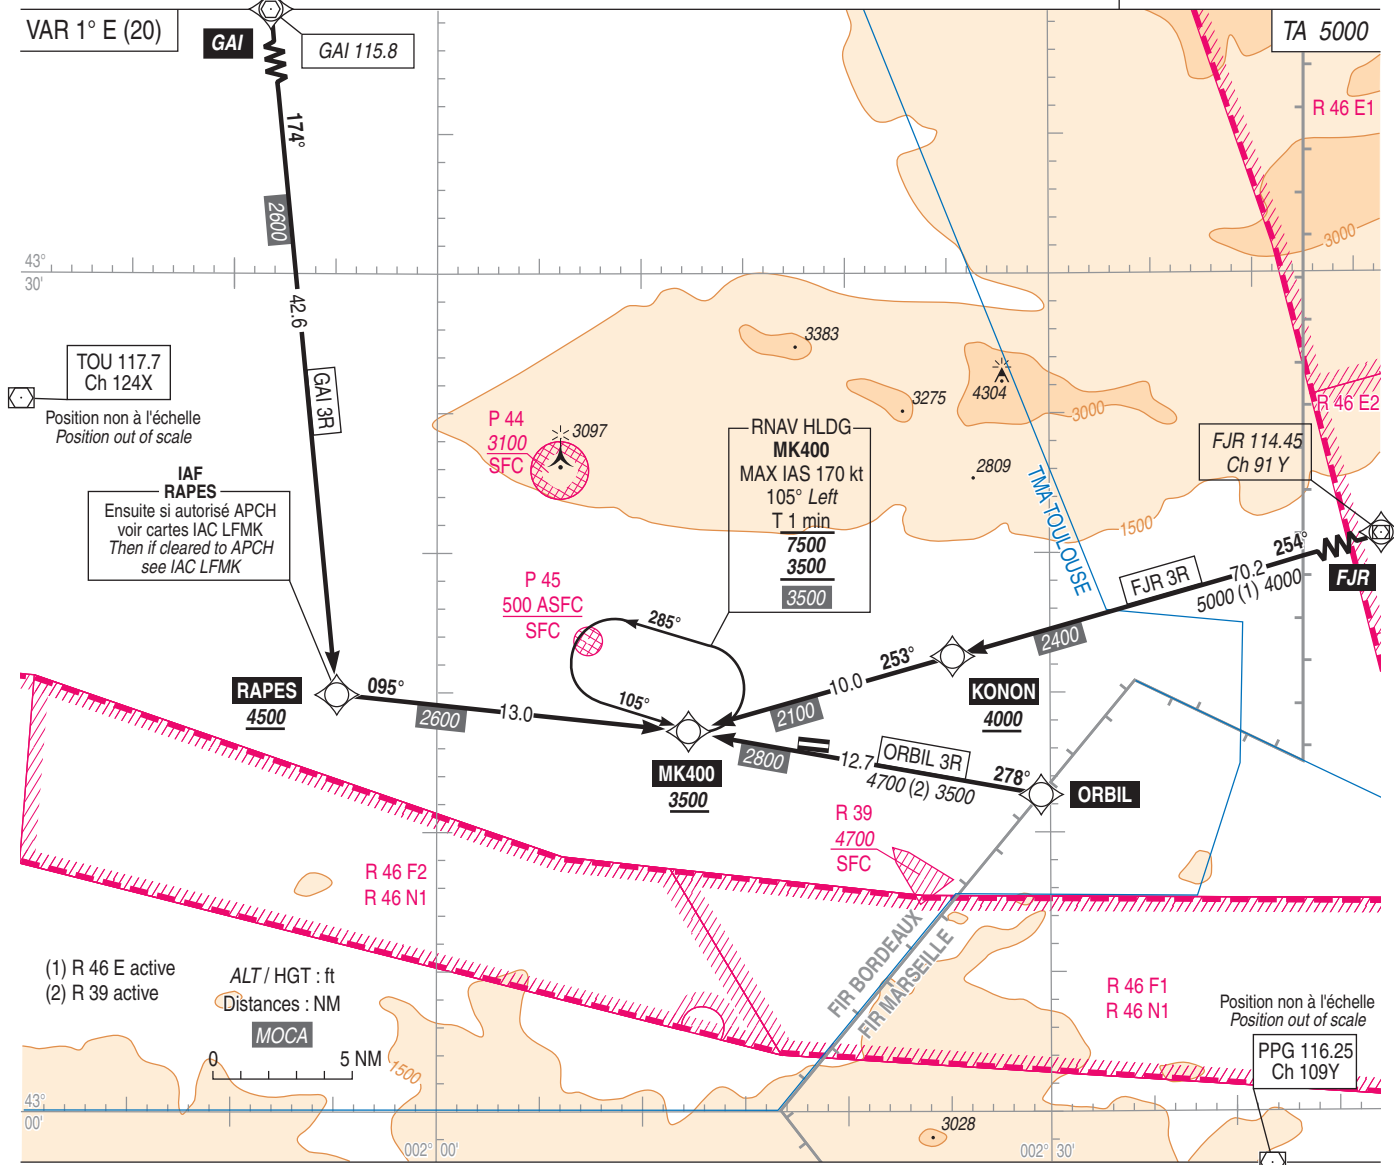 VAR 1° E (20)
GAI
GAI 115.8
TA 5000
R 46 E1
174°
2600
3000
43°
30'
42.6
3383
TOU 117.7
Ch 124X
Position non à l'échelle
Position out of scale
GAI 3R
4304
3275
3000
R 46 E2
P 44
3100
SFC
3097
RNAV HLDG
MK400
MAX IAS 170 kt
105° Left
T 1 min
7500
3500
3500
2809
FJR 114.45
Ch 91 Y
IAF
RAPES
Ensuite si autorisé APCH
voir cartes IAC LFMK
Then if cleared to APCH
see IAC LFMK
TMA TOULOUSE
1500
254°
FJR
P 45
500 ASFC
SFC
FJR 3R
70.2
5000 (1) 4000
285°
2400
253°
RAPES
4500
095°
2600
13.0
105°
10.0
2100
KONON
4000
MK400
3500
2800
12.7
ORBIL 3R
4700 (2) 3500
278°
ORBIL
R 39
4700
SFC
R 46 F2
R 46 N1
FIR BORDEAUX
FIR MARSEILLE
(1) R 46 E active
(2) R 39 active
ALT / HGT : ft
Distances : NM
MOCA
0 5 NM
R 46 F1
R 46 N1
Position non à l'échelle
Position out of scale
PPG 116.25
Ch 109Y
1500
43°
00'
002° 00'
3028
002° 30'